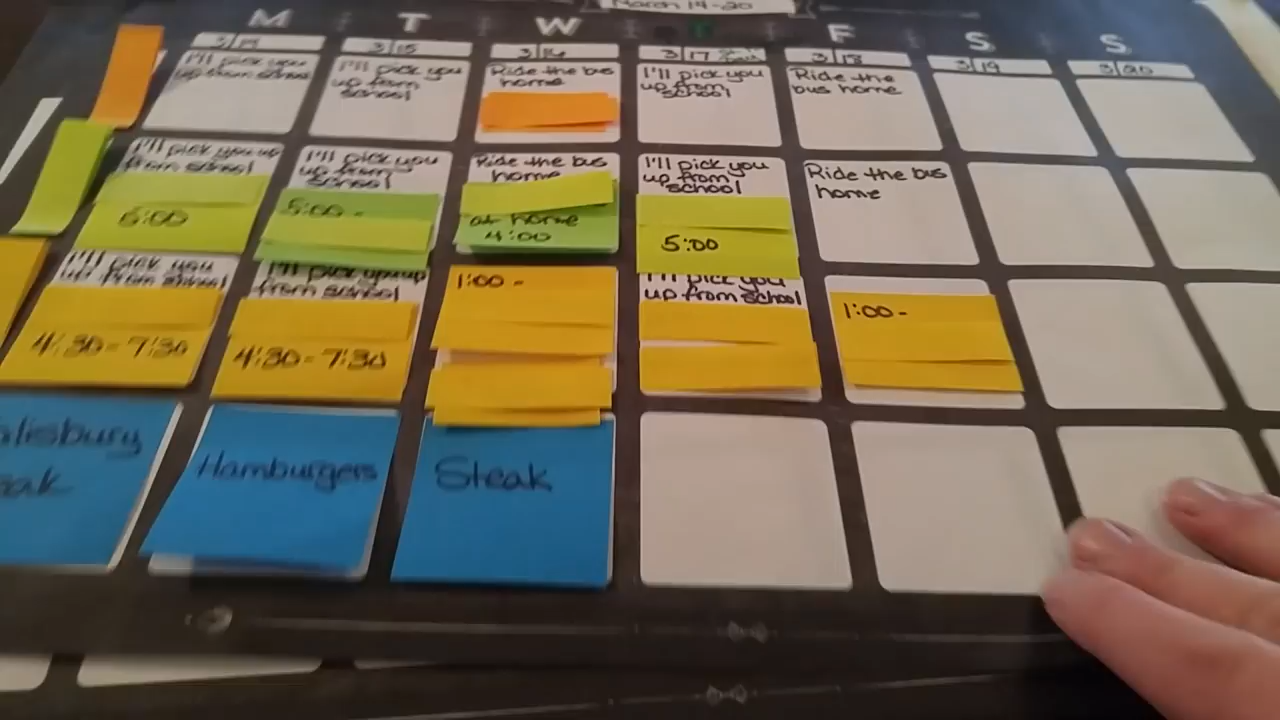 March 14-20
M T W T F S S
3/14 3/15 3/16 3/17 3/18 3/19 3/20
I'll pick you
up from school
I'll pick you
up from
school
Ride the bus
home
I'll pick you
up from
school
Ride the
bus home
I'll pick you up
from school
6:00
I'll pick you
up from
school
5:00 -
Ride the bus
home
at home
4:00
I'll pick you
up from
school
5:00
Ride the bus
home
I'll pick you
up from school
4:30 - 7:30
I'll pick you up
from school
4:30 - 7:30
1:00 -
I'll pick you
up from school
1:00 -
Hamburgers
Steak